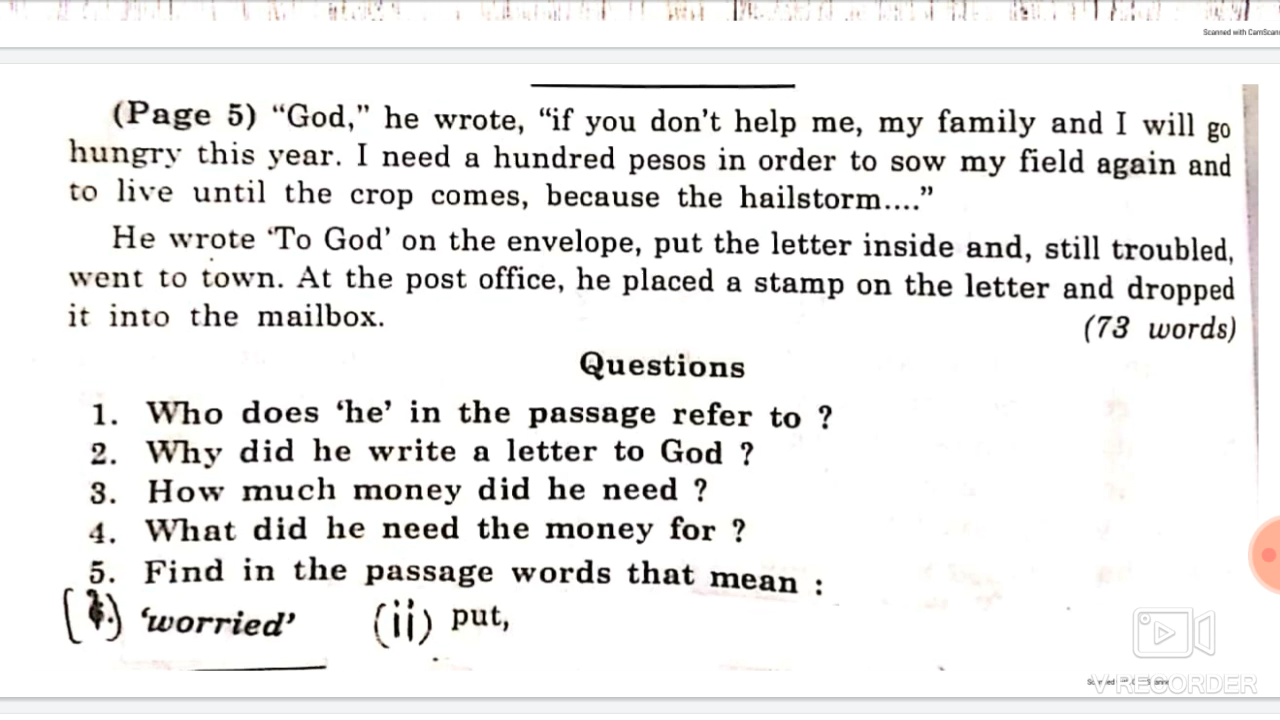 Scanned with CamScann
(Page 5) “God,” he wrote, “if you don’t help me, my family and I will go
hungry this year. I need a hundred pesos in order to sow my field again and
to live until the crop comes, because the hailstorm....”
He wrote ‘To God’ on the envelope, put the letter inside and, still troubled,
went to town. At the post office, he placed a stamp on the letter and dropped
it into the mailbox.
(73 words)
Questions
1. Who does ‘he’ in the passage refer to ?
2. Why did he write a letter to God ?
3. How much money did he need ?
4. What did he need the money for ?
5. Find in the passage words that mean :
‘worried’ (ii) put,
V RECORDER